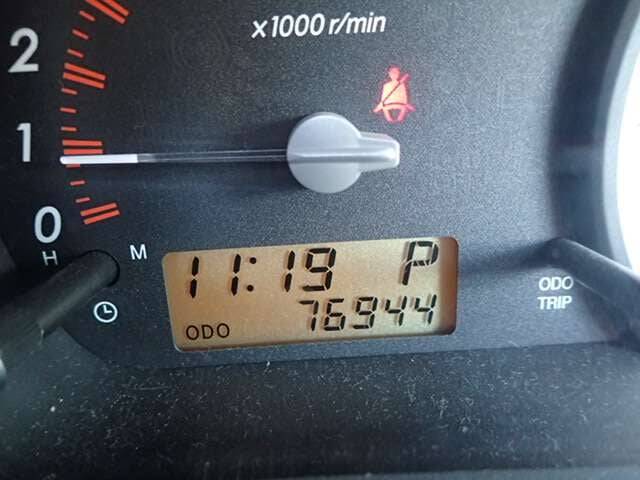 x1000 r/min
2
1
0
H M
11:19 P
ODO 76944
ODO
TRIP